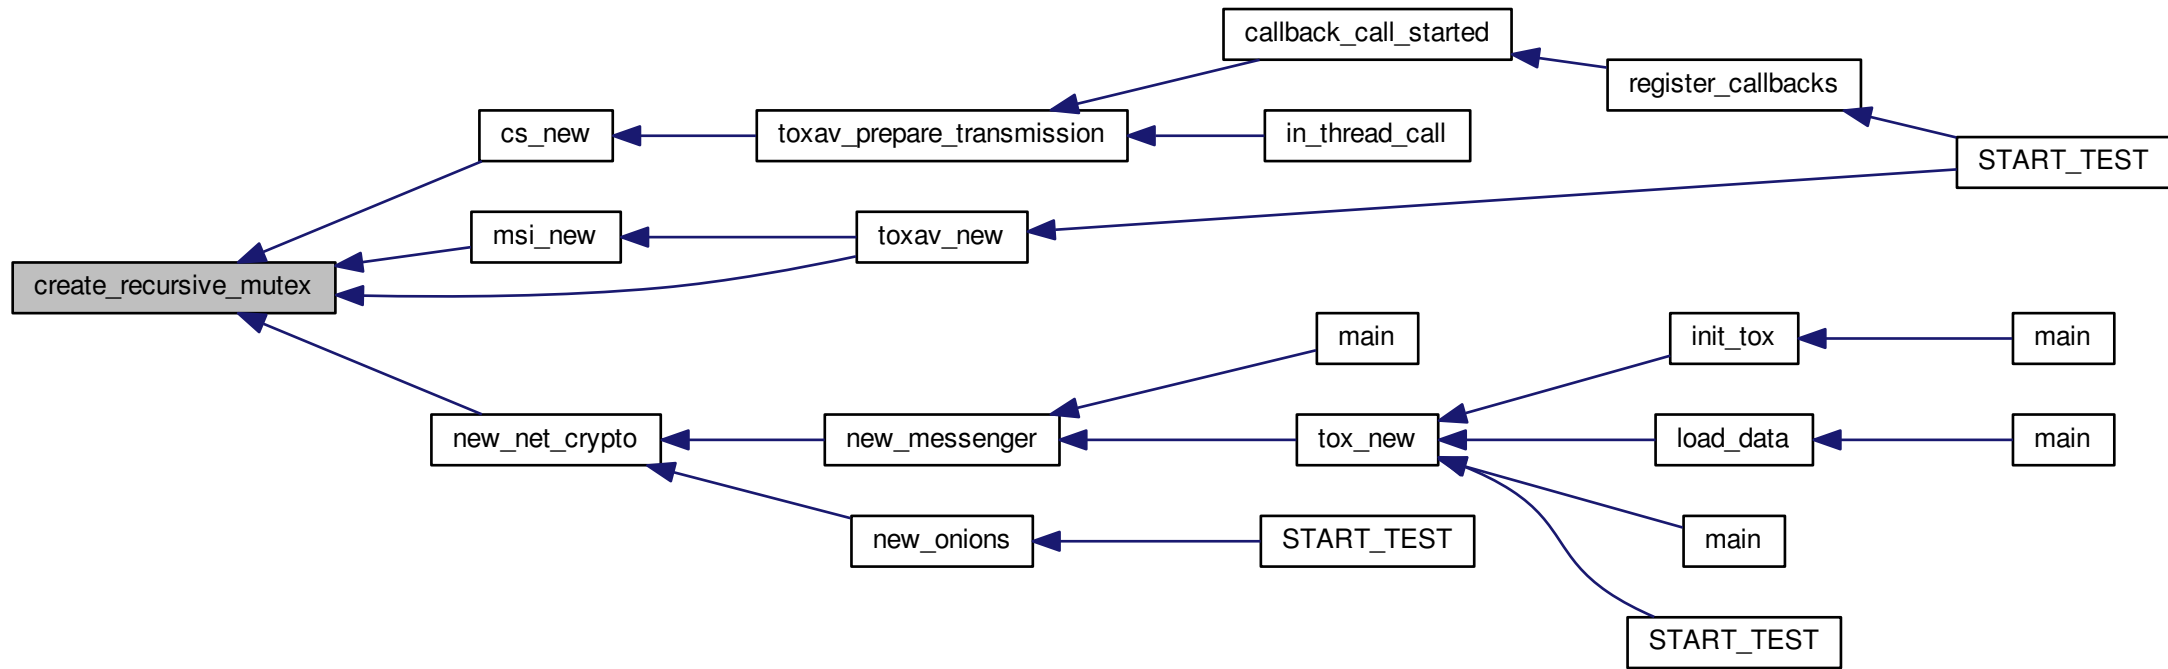 callback_call_started
register_callbacks
cs_new
toxav_prepare_transmission
in_thread_call
START_TEST
msi_new
toxav_new
create_recursive_mutex
main
init_tox
main
new_net_crypto
new_messenger
tox_new
load_data
main
new_onions
START_TEST
main
START_TEST